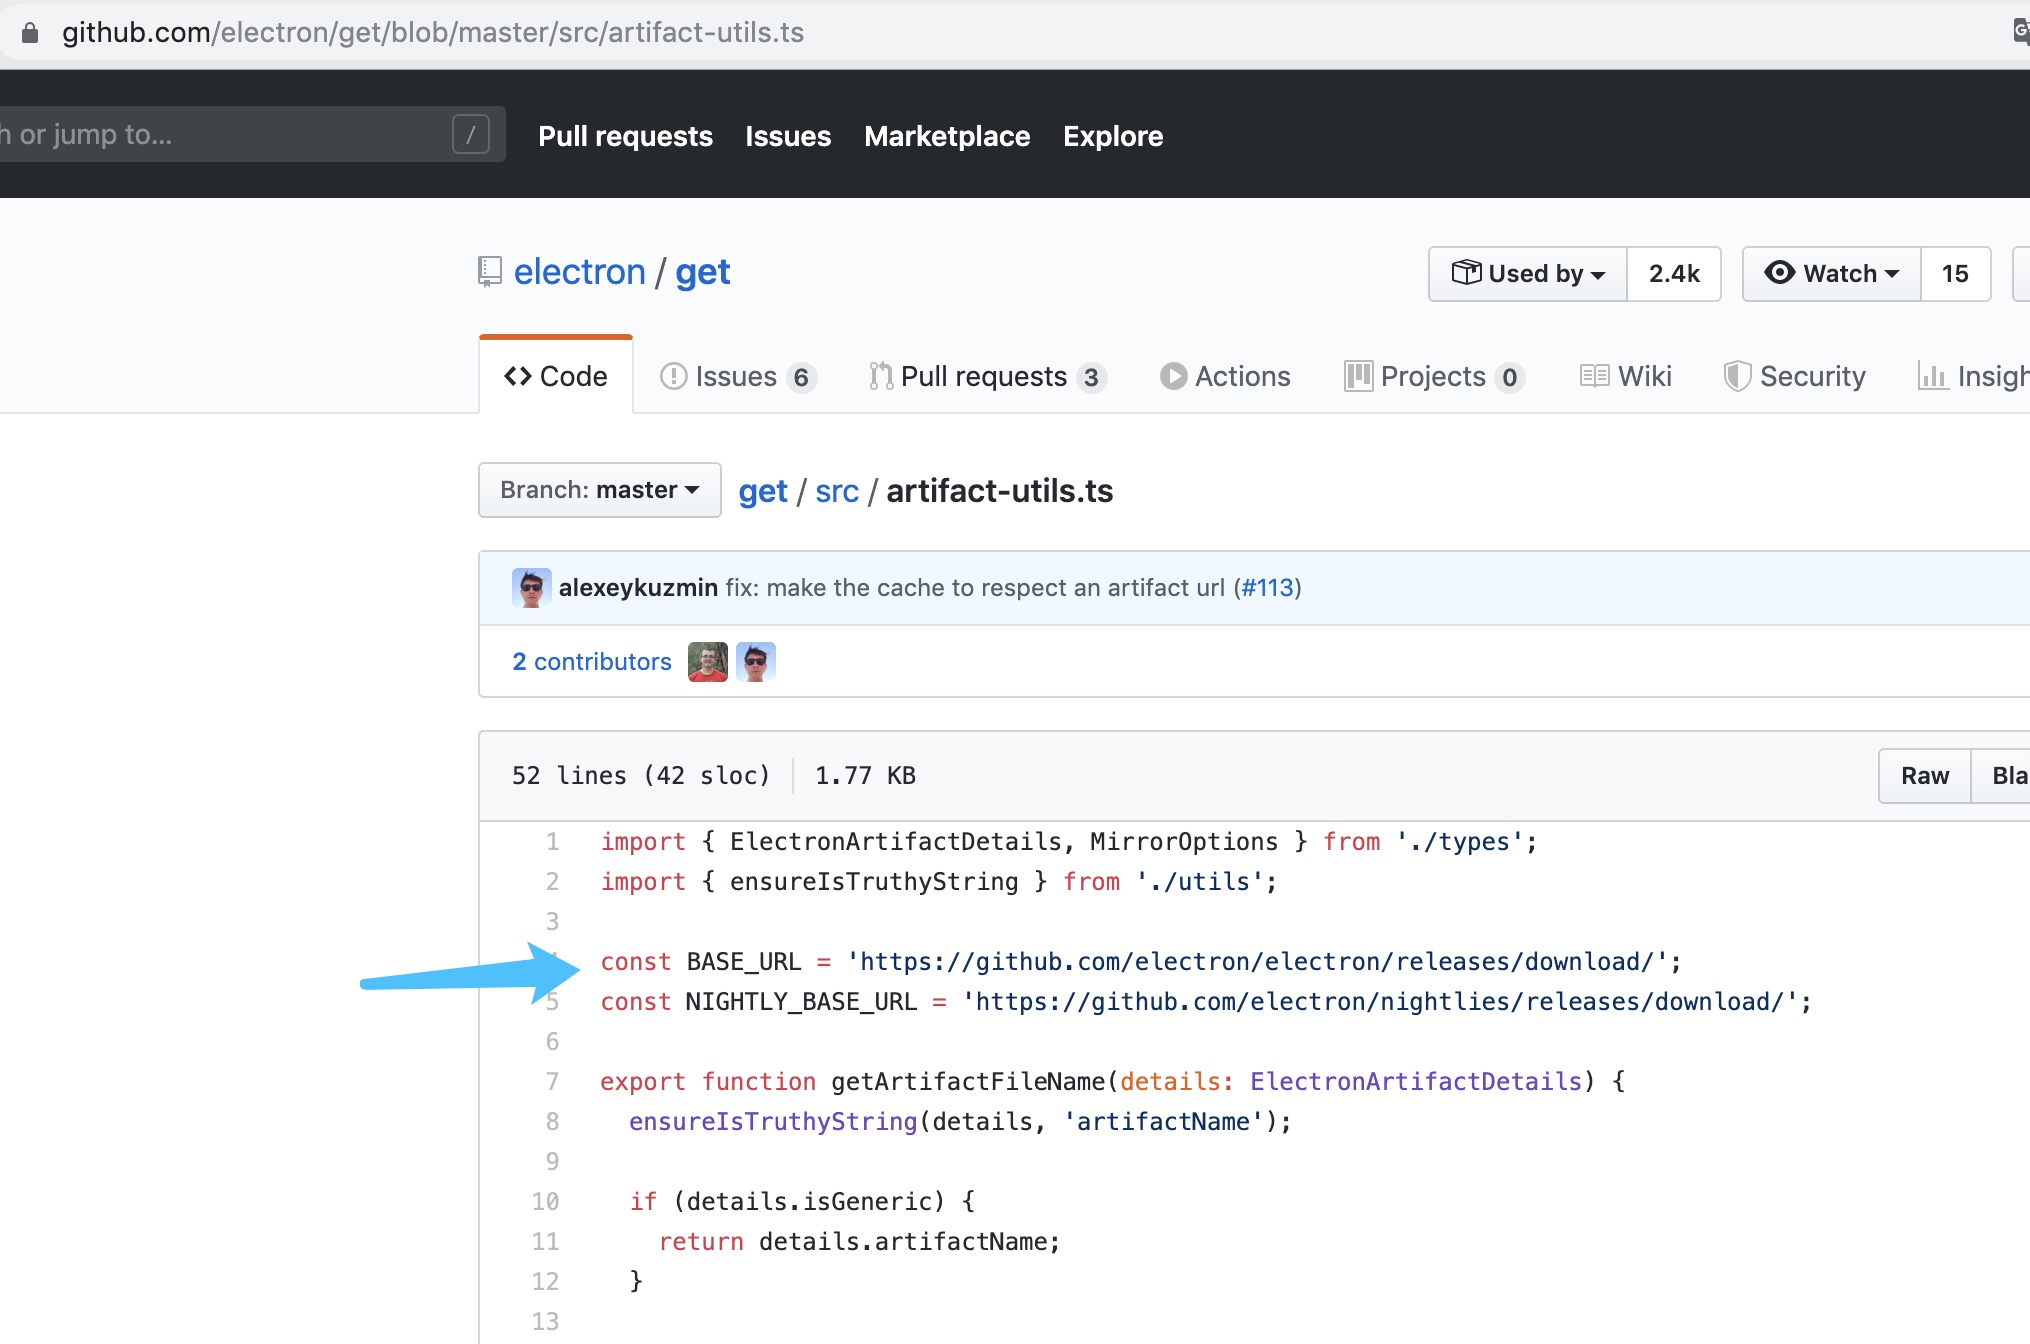 github.com/electron/get/blob/master/src/artifact-utils.ts
h or jump to... /
Pull requests Issues Marketplace Explore
electron / get
Used by 2.4k
Watch 15
Code Issues 6 Pull requests 3 Actions Projects 0 Wiki Security Insigh
Branch: master get / src / artifact-utils.ts
alexeykuzmin fix: make the cache to respect an artifact url (#113)
2 contributors
52 lines (42 sloc) 1.77 KB
Raw Bla
1 import { ElectronArtifactDetails, MirrorOptions } from './types';
2 import { ensureIsTruthyString } from './utils';
3
const BASE_URL = 'https://github.com/electron/electron/releases/download/';
5 const NIGHTLY_BASE_URL = 'https://github.com/electron/nightlies/releases/download/';
6
7 export function getArtifactFileName(details: ElectronArtifactDetails) {
8 ensureIsTruthyString(details, 'artifactName');
9
10 if (details.isGeneric) {
11 return details.artifactName;
12 }
13